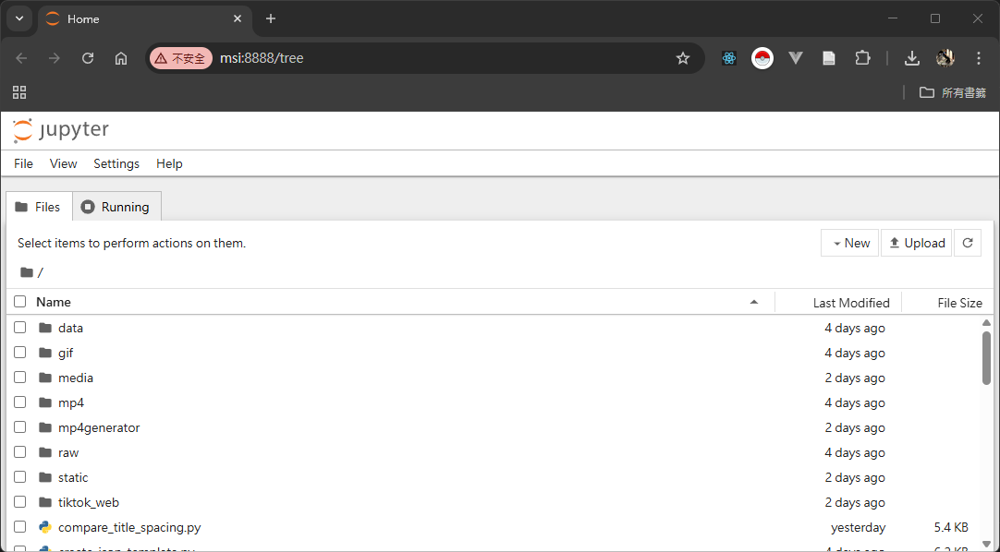 Home
不安全 msi:8888/tree
所有書籤
jupyter
File View Settings Help
Files Running
Select items to perform actions on them.
New Upload
/
Name Last Modified File Size
data 4 days ago
gif 4 days ago
media 2 days ago
mp4 4 days ago
mp4generator 2 days ago
raw 4 days ago
static 2 days ago
tiktok_web 2 days ago
compare_title_spacing.py yesterday 5.4 KB